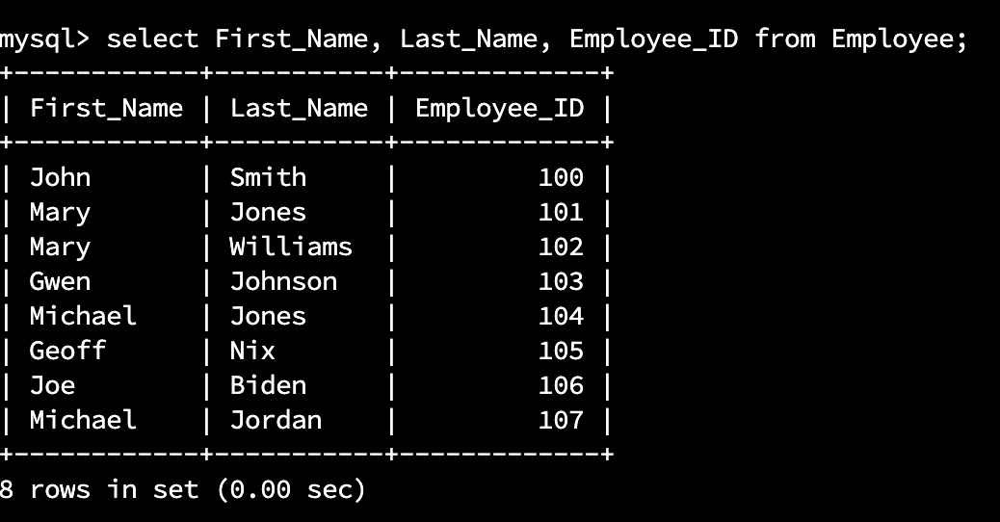 mysql> select First_Name, Last_Name, Employee_ID from Employee;
+------------+-----------+-------------+
| First_Name | Last_Name | Employee_ID |
+------------+-----------+-------------+
| John       | Smith     |         100 |
| Mary       | Jones     |         101 |
| Mary       | Williams  |         102 |
| Gwen       | Johnson   |         103 |
| Michael    | Jones     |         104 |
| Geoff      | Nix       |         105 |
| Joe        | Biden     |         106 |
| Michael    | Jordan    |         107 |
+------------+-----------+-------------+
8 rows in set (0.00 sec)